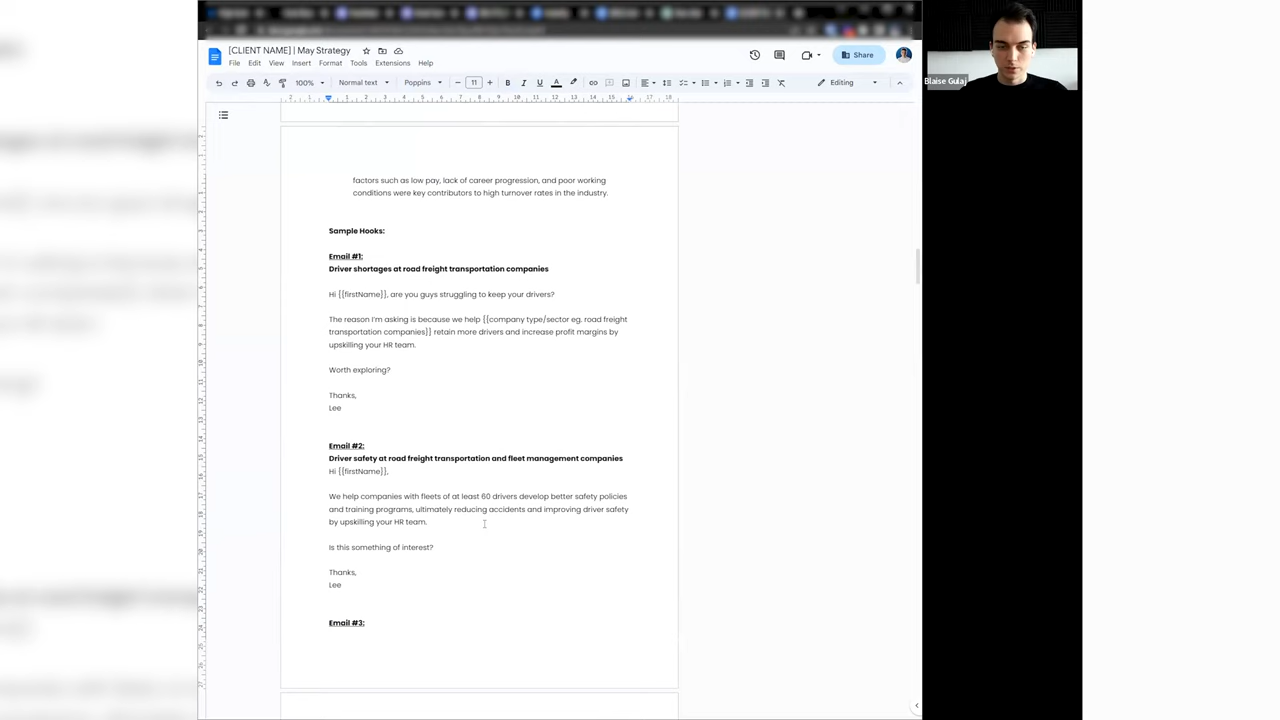 [CLIENT NAME] | May Strategy
File Edit View Insert Format Tools Extensions Help
Share
100% Normal text Poppins 11 B I U A Editing
factors such as low pay, lack of career progression, and poor working
conditions were key contributors to high turnover rates in the industry.
Sample Hooks:
Email #1:
Driver shortages at road freight transportation companies
Hi {{firstName}}, are you guys struggling to keep your drivers?
The reason I'm asking is because we help {{company type/sector eg. road freight
transportation companies}} retain more drivers and increase profit margins by
upskilling your HR team.
Worth exploring?
Thanks,
Lee
Email #2:
Driver safety at road freight transportation and fleet management companies
Hi {{firstName}},
We help companies with fleets of at least 60 drivers develop better safety policies
and training programs, ultimately reducing accidents and improving driver safety
by upskilling your HR team.
Is this something of interest?
Thanks,
Lee
Email #3:
Blaise Gulaj